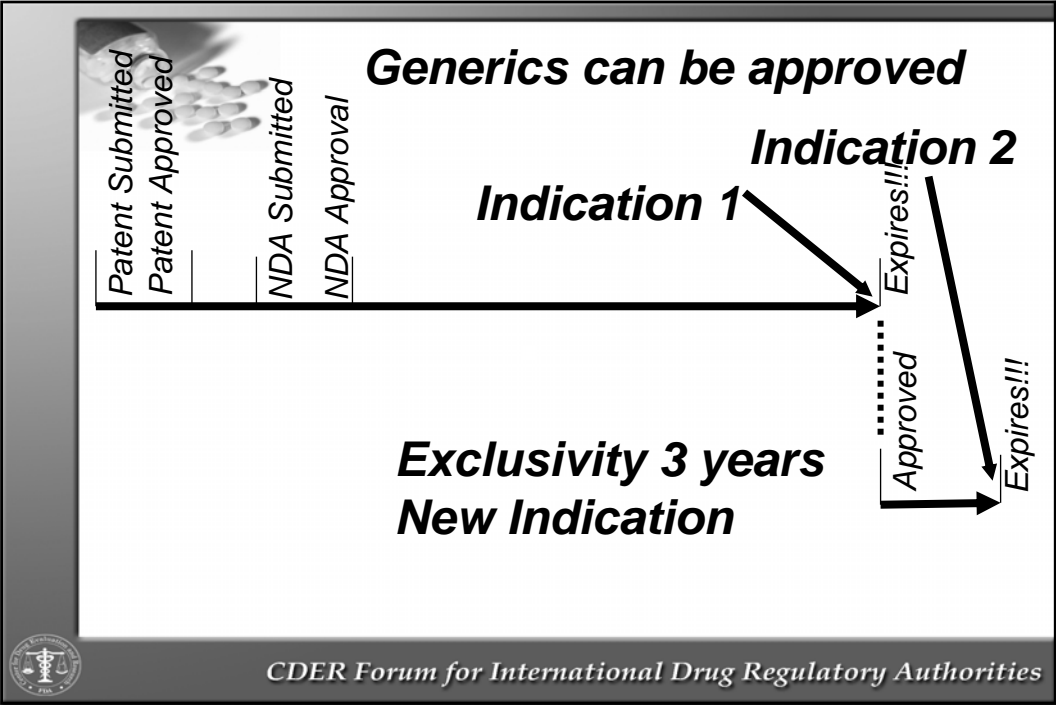 Generics can be approved
Indication 2
Indication 1
Patent Submitted
Patent Approved
NDA Submitted
NDA Approval
Expires!!!
Approved
Expires!!!
Exclusivity 3 years
New Indication
CDER Forum for International Drug Regulatory Authorities